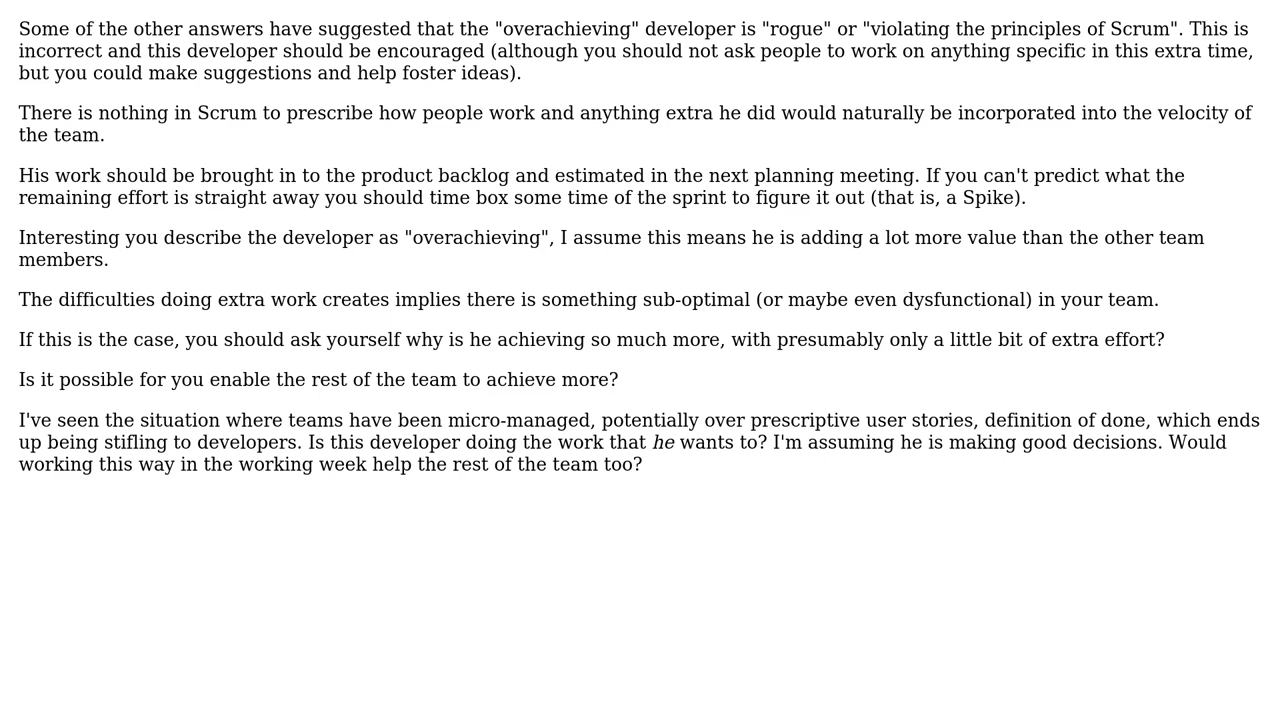 Some of the other answers have suggested that the "overachieving" developer is "rogue" or "violating the principles of Scrum". This is
incorrect and this developer should be encouraged (although you should not ask people to work on anything specific in this extra time,
but you could make suggestions and help foster ideas).
There is nothing in Scrum to prescribe how people work and anything extra he did would naturally be incorporated into the velocity of
the team.
His work should be brought in to the product backlog and estimated in the next planning meeting. If you can't predict what the
remaining effort is straight away you should time box some time of the sprint to figure it out (that is, a Spike).
Interesting you describe the developer as "overachieving", I assume this means he is adding a lot more value than the other team
members.
The difficulties doing extra work creates implies there is something sub-optimal (or maybe even dysfunctional) in your team.
If this is the case, you should ask yourself why is he achieving so much more, with presumably only a little bit of extra effort?
Is it possible for you enable the rest of the team to achieve more?
I've seen the situation where teams have been micro-managed, potentially over prescriptive user stories, definition of done, which ends
up being stifling to developers. Is this developer doing the work that he wants to? I'm assuming he is making good decisions. Would
working this way in the working week help the rest of the team too?